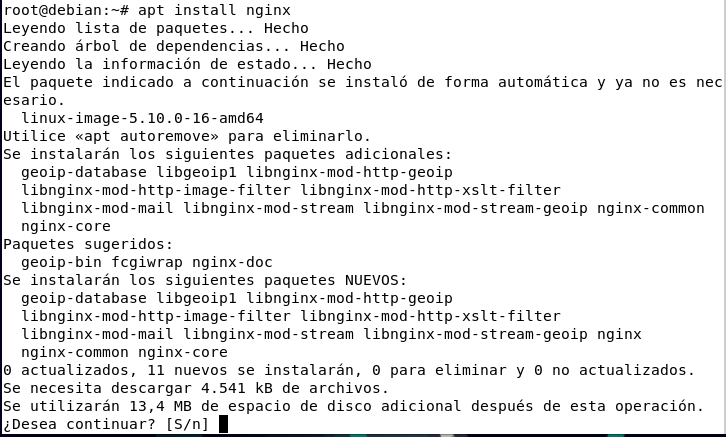 root@debian:~# apt install nginx
Leyendo lista de paquetes... Hecho
Creando árbol de dependencias... Hecho
Leyendo la información de estado... Hecho
El paquete indicado a continuación se instaló de forma automática y ya no es nec
esario.
  linux-image-5.10.0-16-amd64
Utilice «apt autoremove» para eliminarlo.
Se instalarán los siguientes paquetes adicionales:
  geoip-database libgeoip1 libnginx-mod-http-geoip
  libnginx-mod-http-image-filter libnginx-mod-http-xslt-filter
  libnginx-mod-mail libnginx-mod-stream libnginx-mod-stream-geoip nginx-common
  nginx-core
Paquetes sugeridos:
  geoip-bin fcgiwrap nginx-doc
Se instalarán los siguientes paquetes NUEVOS:
  geoip-database libgeoip1 libnginx-mod-http-geoip
  libnginx-mod-http-image-filter libnginx-mod-http-xslt-filter
  libnginx-mod-mail libnginx-mod-stream libnginx-mod-stream-geoip nginx
  nginx-common nginx-core
0 actualizados, 11 nuevos se instalarán, 0 para eliminar y 0 no actualizados.
Se necesita descargar 4.541 kB de archivos.
Se utilizarán 13,4 MB de espacio de disco adicional después de esta operación.
¿Desea continuar? [S/n]